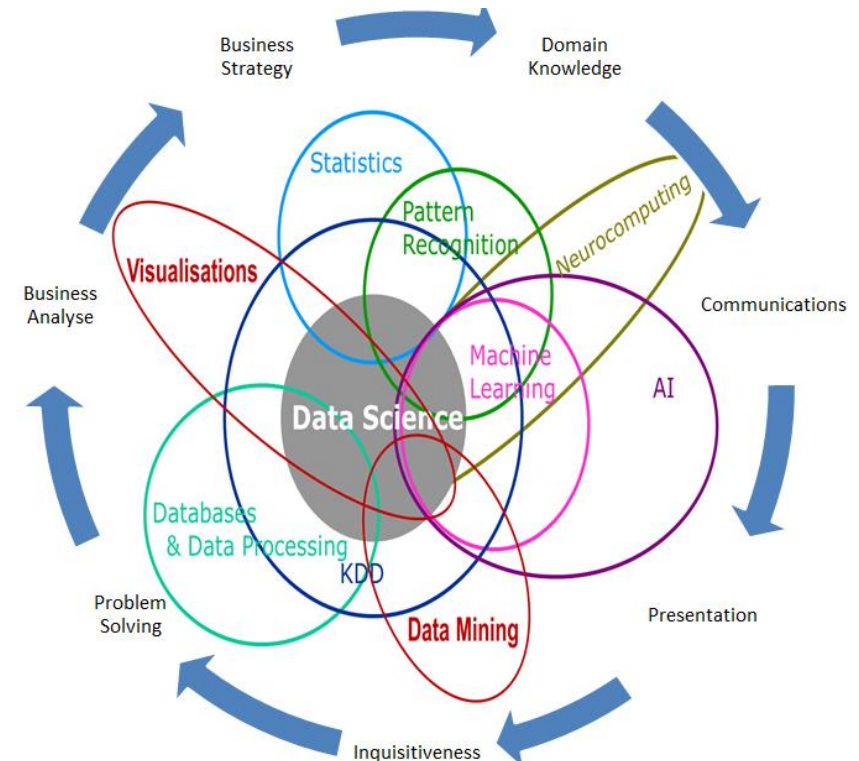 Business
Strategy
Domain
Knowledge
Statistics
Pattern
Recognition
Neurocomputing
Visualisations
Business
Analyse
Communications
Machine
Learning
AI
Data Science
Databases
& Data Processing
KDD
Problem
Solving
Data Mining
Presentation
Inquisitiveness